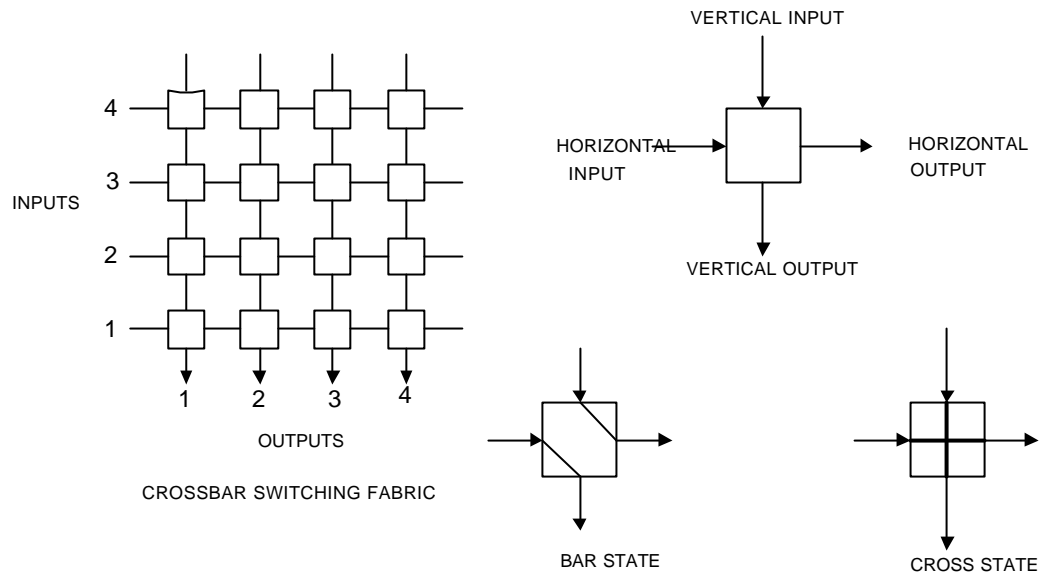 VERTICAL INPUT
4
3
INPUTS
2
1
1 2 3 4
OUTPUTS
CROSSBAR SWITCHING FABRIC
HORIZONTAL
INPUT
HORIZONTAL
OUTPUT
VERTICAL OUTPUT
BAR STATE
CROSS STATE